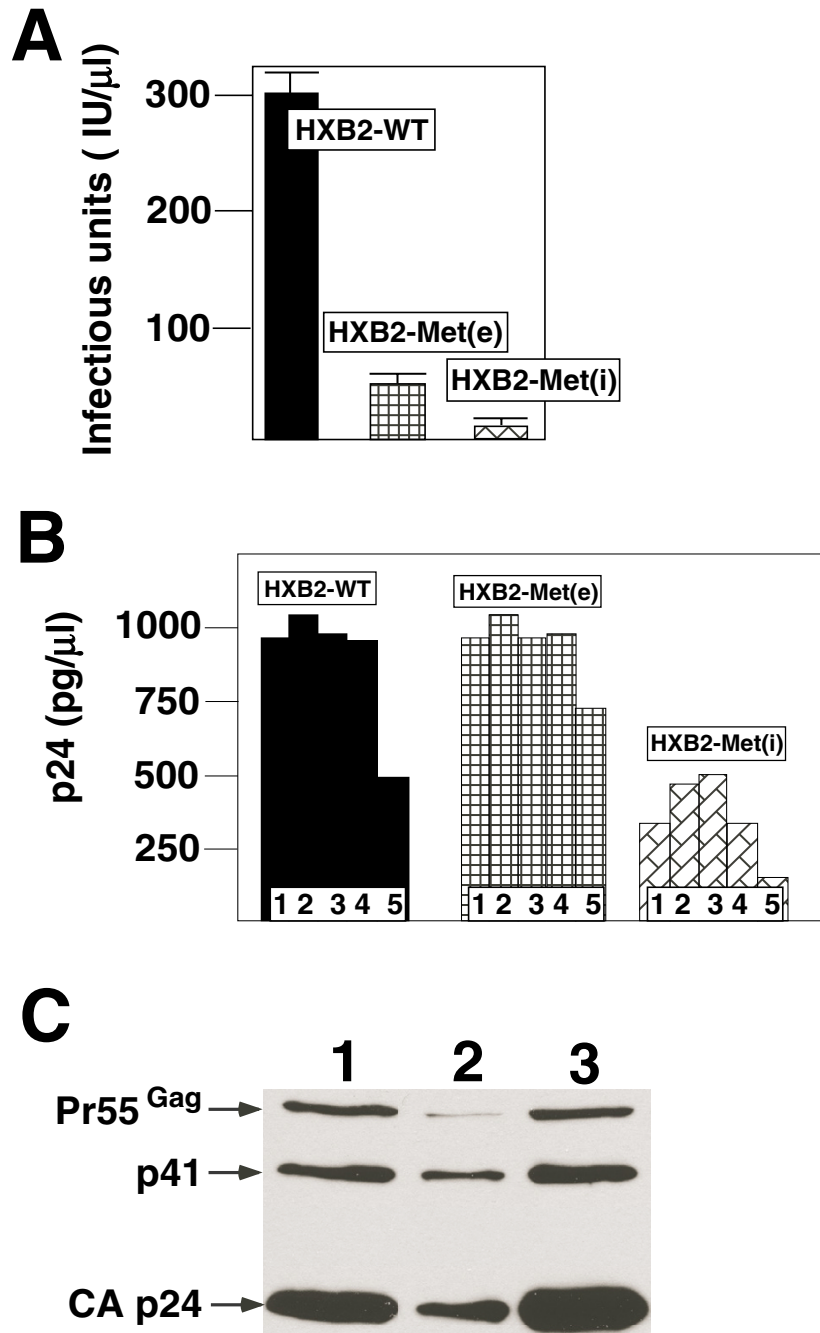 A
Infectious units ( IU/μl)
300
200
100
HXB2-WT
HXB2-Met(e)
HXB2-Met(i)
B
p24 (pg/μl)
1000
750
500
250
HXB2-WT
HXB2-Met(e)
HXB2-Met(i)
1 2 3 4 5
1 2 3 4 5
1 2 3 4 5
C
1 2 3
Pr55 Gag
p41
CA p24